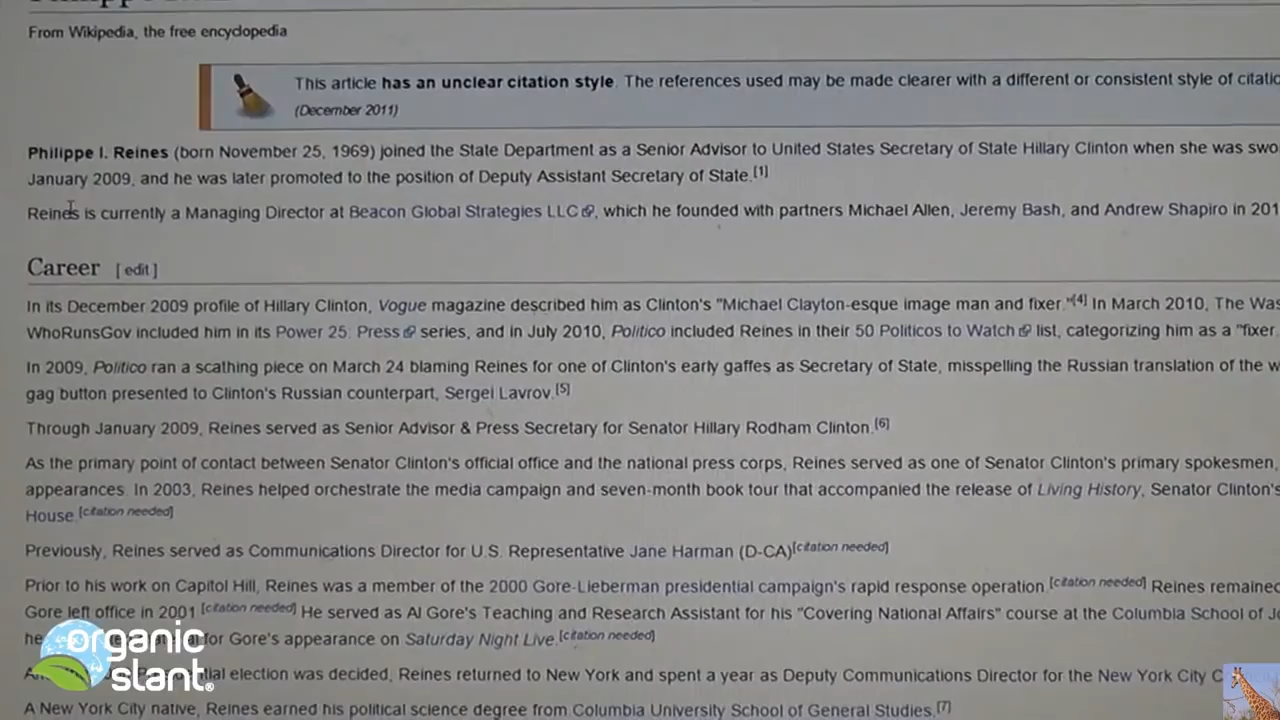 From Wikipedia, the free encyclopedia
This article has an unclear citation style. The references used may be made clearer with a different or consistent style of citatio
(December 2011)
Philippe I. Reines (born November 25, 1969) joined the State Department as a Senior Advisor to United States Secretary of State Hillary Clinton when she was swo
January 2009, and he was later promoted to the position of Deputy Assistant Secretary of State.[1]
Reines is currently a Managing Director at Beacon Global Strategies LLC, which he founded with partners Michael Allen, Jeremy Bash, and Andrew Shapiro in 201
Career [ edit ]
In its December 2009 profile of Hillary Clinton, Vogue magazine described him as Clinton's "Michael Clayton-esque image man and fixer."[4] In March 2010, The Was
WhoRunsGov included him in its Power 25: Press series, and in July 2010, Politico included Reines in their 50 Politicos to Watch list, categorizing him as a "fixer
In 2009, Politico ran a scathing piece on March 24 blaming Reines for one of Clinton's early gaffes as Secretary of State, misspelling the Russian translation of the w
gag button presented to Clinton's Russian counterpart, Sergei Lavrov.[5]
Through January 2009, Reines served as Senior Advisor & Press Secretary for Senator Hillary Rodham Clinton.[6]
As the primary point of contact between Senator Clinton's official office and the national press corps, Reines served as one of Senator Clinton's primary spokesmen,
appearances. In 2003, Reines helped orchestrate the media campaign and seven-month book tour that accompanied the release of Living History, Senator Clinton's
House.[citation needed]
Previously, Reines served as Communications Director for U.S. Representative Jane Harman (D-CA)[citation needed]
Prior to his work on Capitol Hill, Reines was a member of the 2000 Gore-Lieberman presidential campaign's rapid response operation.[citation needed] Reines remained
Gore left office in 2001.[citation needed] He served as Al Gore's Teaching and Research Assistant for his "Covering National Affairs" course at the Columbia School of Jo
he for Gore's appearance on Saturday Night Live.[citation needed]
election was decided, Reines returned to New York and spent a year as Deputy Communications Director for the New York City C
A New York City native, Reines earned his political science degree from Columbia University School of General Studies.[7]
organic
slant®